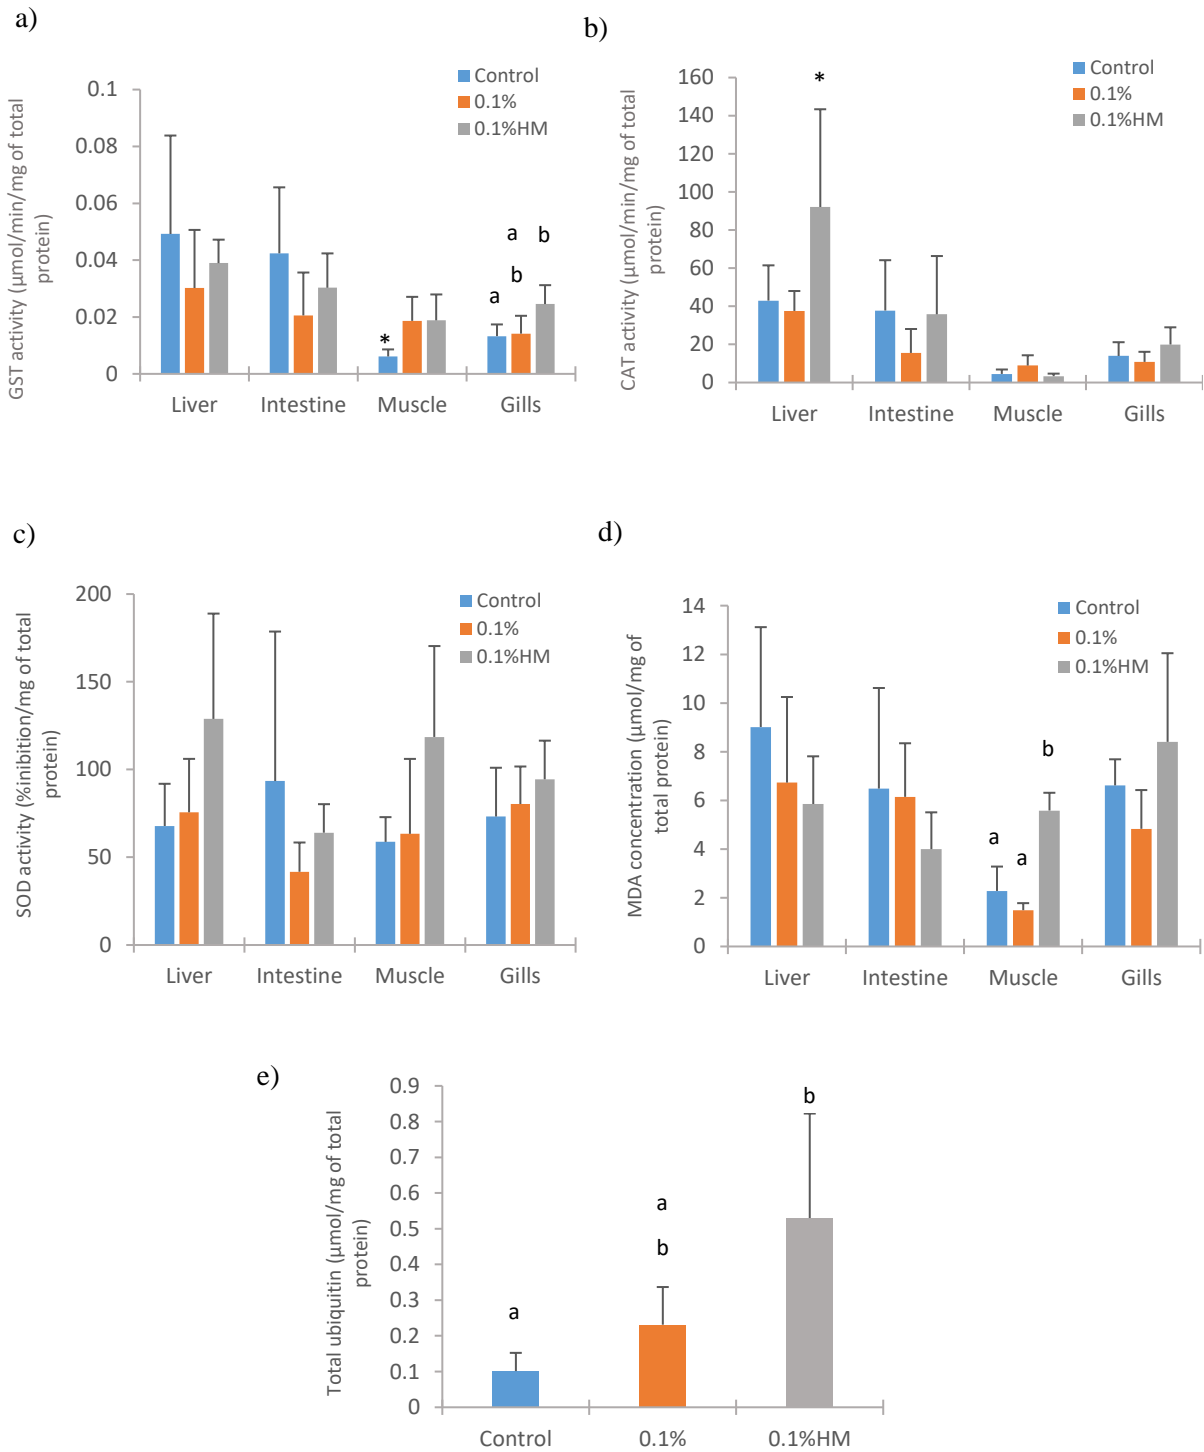 a)
GST activity (μmol/min/mg of total
protein)
Control
0.1%
0.1%HM
0.1
0.08
0.06
0.04
0.02
0
*
a
a
b
b
Liver
Intestine
Muscle
Gills
b)
CAT activity (μmol/min/mg of total
protein)
Control
0.1%
0.1%HM
160
140
120
100
80
60
40
20
0
*
Liver
Intestine
Muscle
Gills
c)
SOD activity (%inibition/mg of total
protein)
Control
0.1%
0.1%HM
200
150
100
50
0
Liver
Intestine
Muscle
Gills
d)
MDA concentration (μmol/mg of
total protein)
Control
0.1%
0.1%HM
14
12
10
8
6
4
2
0
a
a
b
Liver
Intestine
Muscle
Gills
e)
Total ubiquitin (μmol/mg of total
protein)
0.9
0.8
0.7
0.6
0.5
0.4
0.3
0.2
0.1
0
a
a
b
b
Control
0.1%
0.1%HM